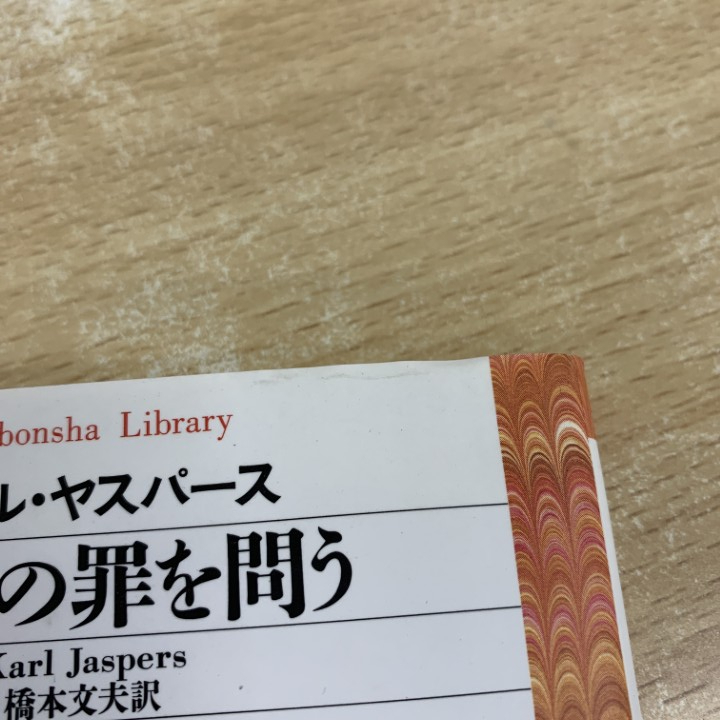 bonsha Library
ル・ヤスパース
の罪を問う
Karl Jaspers
橋本文夫訳